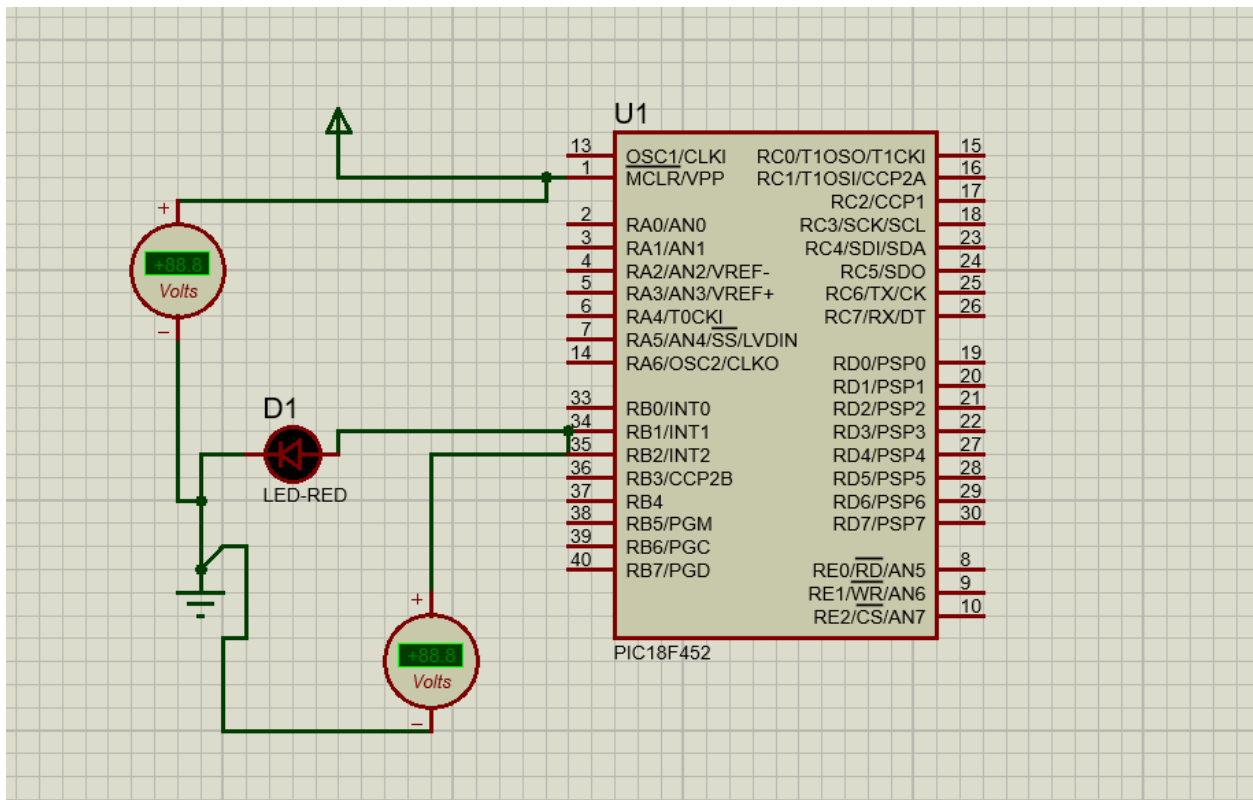 U1
13 OSC1/CLKI RC0/T1OSO/T1CKI 15
1 MCLR/VPP RC1/T1OSI/CCP2A 16
RC2/CCP1 17
2 RA0/AN0 RC3/SCK/SCL 18
3 RA1/AN1 RC4/SDI/SDA 23
4 RA2/AN2/VREF- RC5/SDO 24
5 RA3/AN3/VREF+ RC6/TX/CK 25
6 RA4/T0CKI RC7/RX/DT 26
7 RA5/AN4/SS/LVDIN
14 RA6/OSC2/CLKO RD0/PSP0 19
RD1/PSP1 20
33 RB0/INT0 RD2/PSP2 21
34 RB1/INT1 RD3/PSP3 22
35 RB2/INT2 RD4/PSP4 27
36 RB3/CCP2B RD5/PSP5 28
37 RB4 RD6/PSP6 29
38 RB5/PGM RD7/PSP7 30
39 RB6/PGC
40 RB7/PGD RE0/RD/AN5 8
RE1/WR/AN6 9
RE2/CS/AN7 10
PIC18F452
+
+88.8
Volts
−
D1
LED-RED
+
+88.8
Volts
−